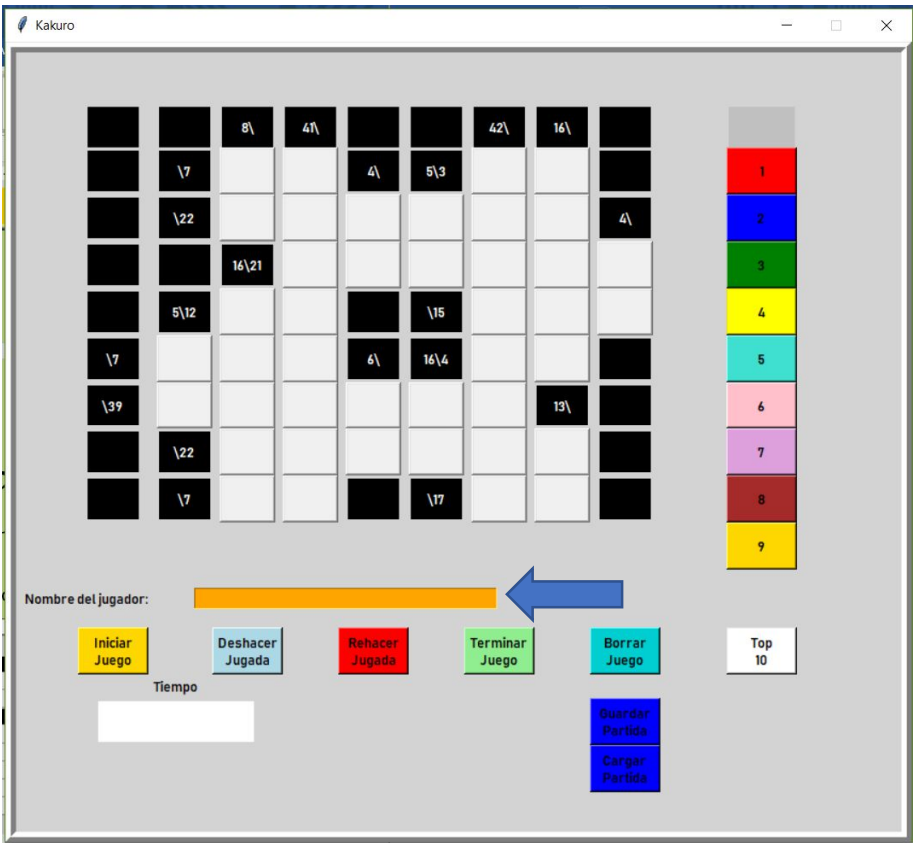 Kakuro
8\ 41\ 42\ 16\
\7 4\ 5\3 1
\22 4\ 2
16\21 3
5\12 \15 4
\7 6\ 16\4 5
\39 13\ 6
\22 7
\7 \17 8
9
Nombre del jugador:
Iniciar Deshacer Rehacer Terminar Borrar Top
Juego Jugada Jugada Juego Juego 10
Tiempo
Guardar
Partida
Cargar
Partida